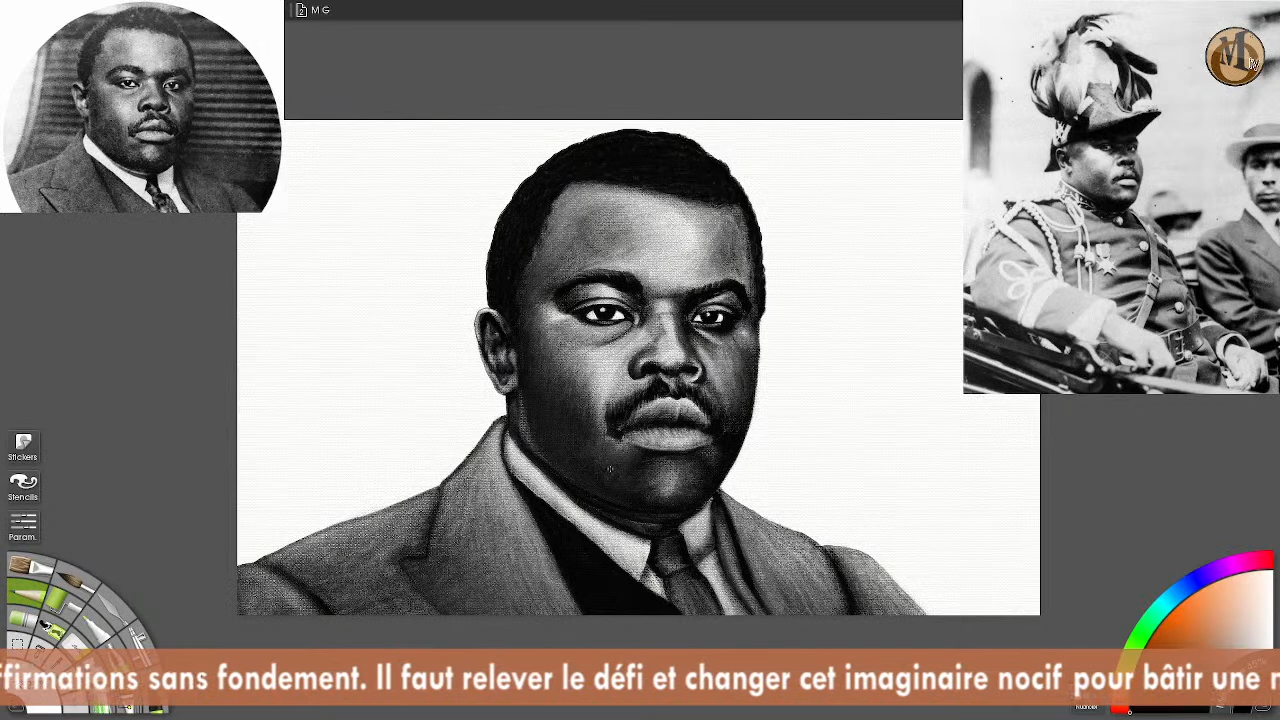 M G
M
TV
Stickers
Stencils
Param.
ffirmations sans fondement. Il faut relever le défi et changer cet imaginaire nocif pour bâtir une